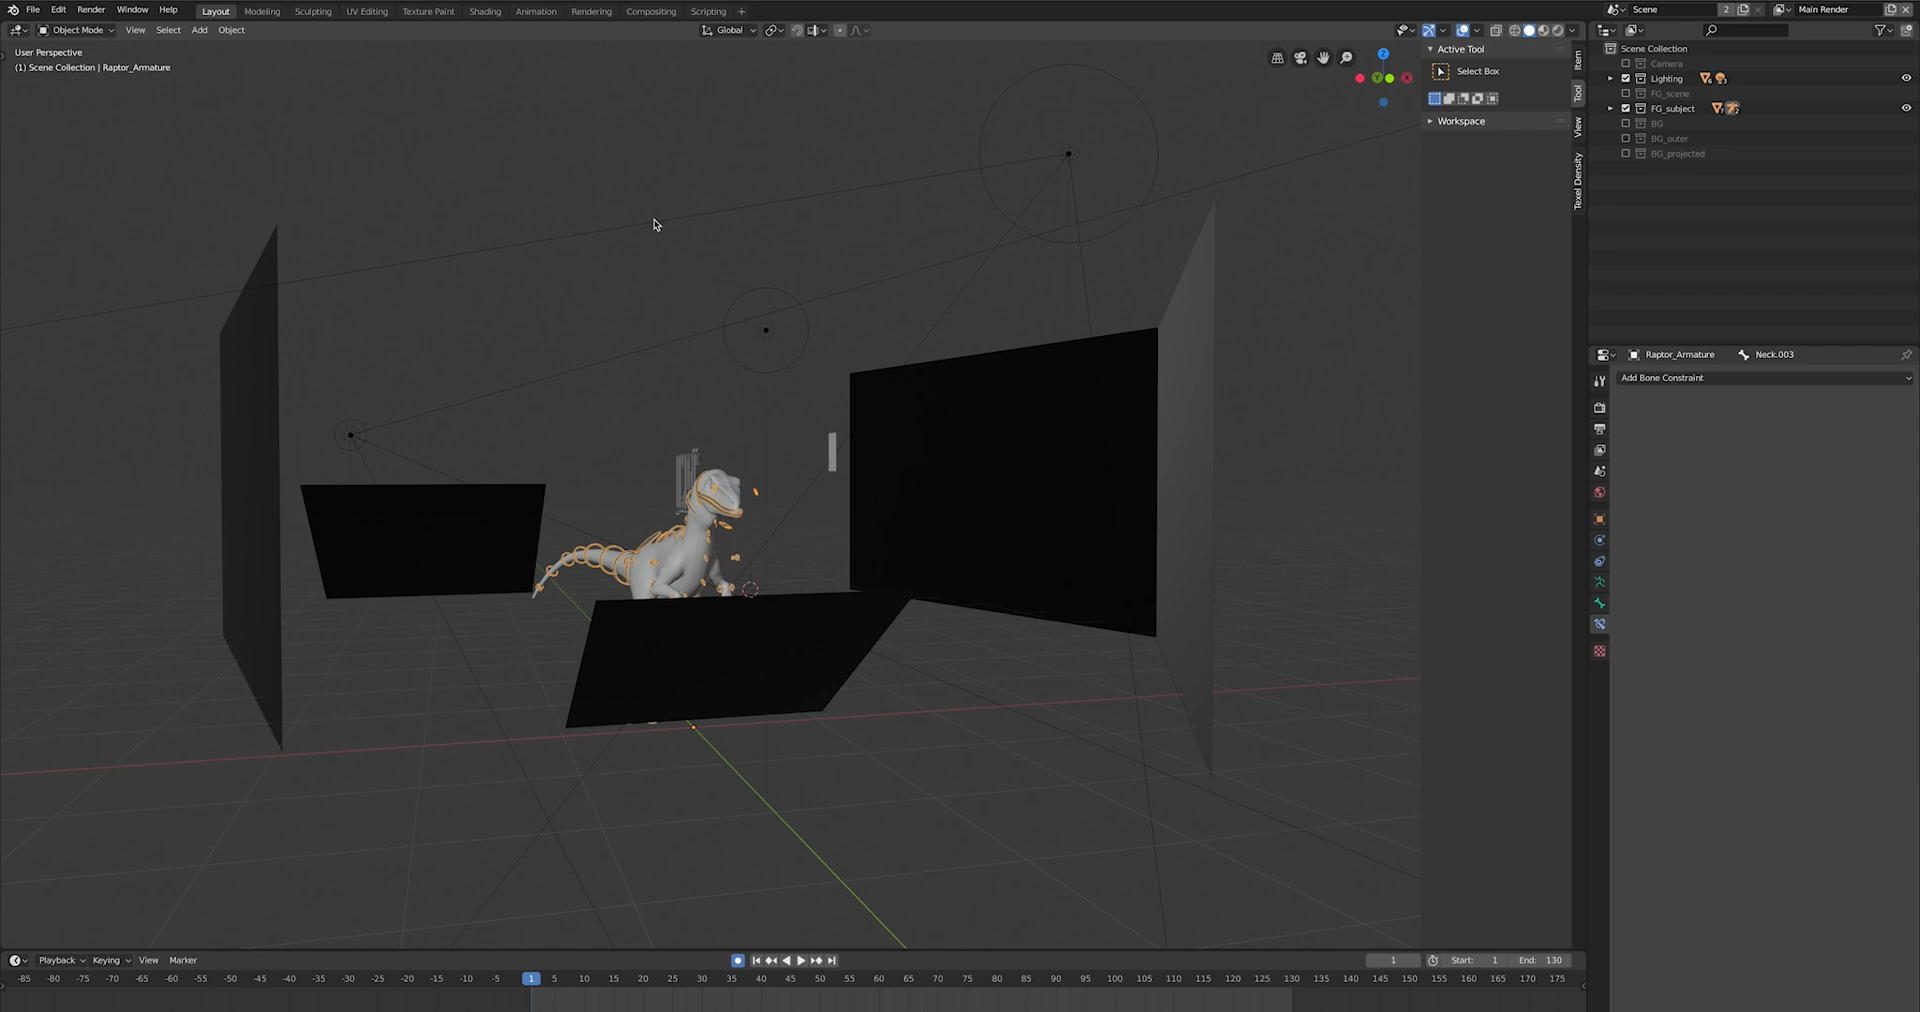 File Edit Render Window Help Layout Modeling Sculpting UV Editing Texture Paint Shading Animation Rendering Compositing Scripting + Scene 2 Main Render
Object Mode View Select Add Object Global
User Perspective
(1) Scene Collection | Raptor_Armature
Active Tool
Select Box
Workspace
Item
Tool
View
Texel Density
Z
Y
X
Scene Collection
Camera
Lighting
FG_scene
FG_subject
BG
BG_outer
BG_projected
Raptor_Armature Neck.003
Add Bone Constraint
Playback Keying View Marker 1 Start: 1 End: 130
-85 -80 -75 -70 -65 -60 -55 -50 -45 -40 -35 -30 -25 -20 -15 -10 -5 1 5 10 15 20 25 30 35 40 45 50 55 60 65 70 75 80 85 90 95 100 105 110 115 120 125 130 135 140 145 150 155 160 165 170 175